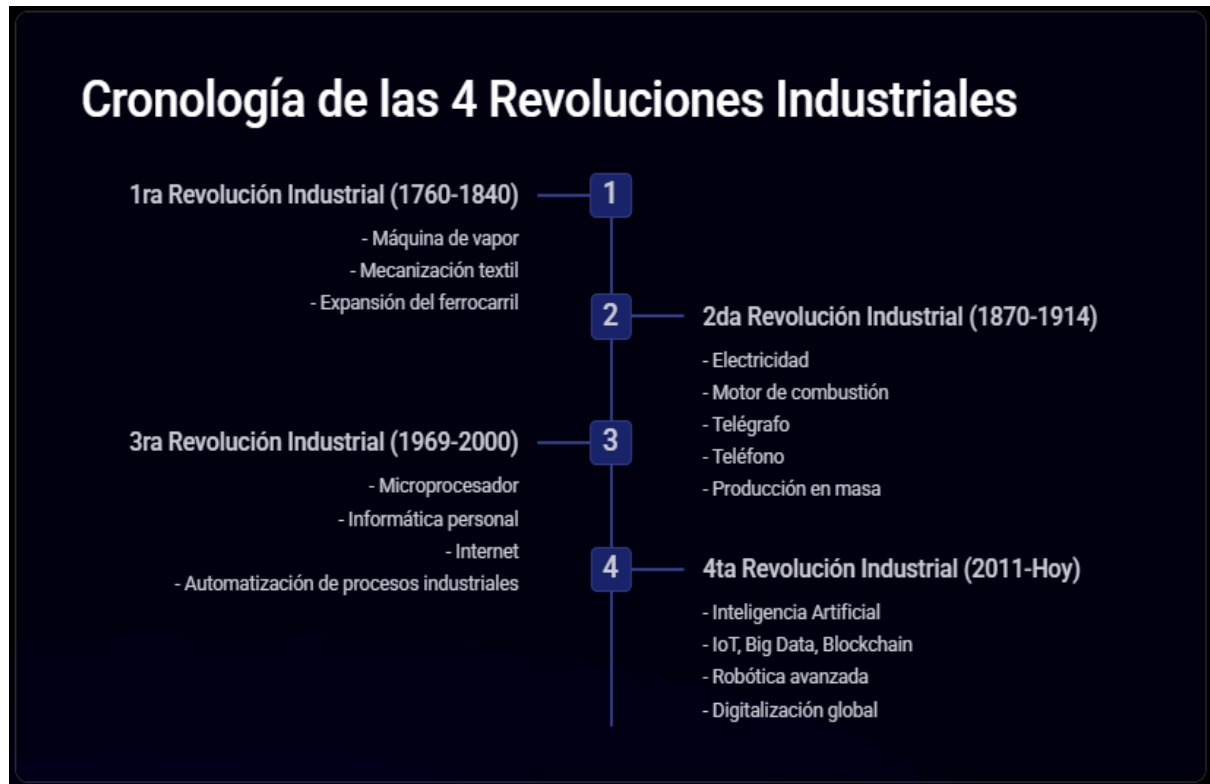 Cronología de las 4 Revoluciones Industriales
1ra Revolución Industrial (1760-1840)
1
- Máquina de vapor
- Mecanización textil
- Expansión del ferrocarril
2
2da Revolución Industrial (1870-1914)
- Electricidad
- Motor de combustión
- Telégrafo
- Teléfono
- Producción en masa
3ra Revolución Industrial (1969-2000)
3
- Microprocesador
- Informática personal
- Internet
- Automatización de procesos industriales
4
4ta Revolución Industrial (2011-Hoy)
- Inteligencia Artificial
- IoT, Big Data, Blockchain
- Robótica avanzada
- Digitalización global